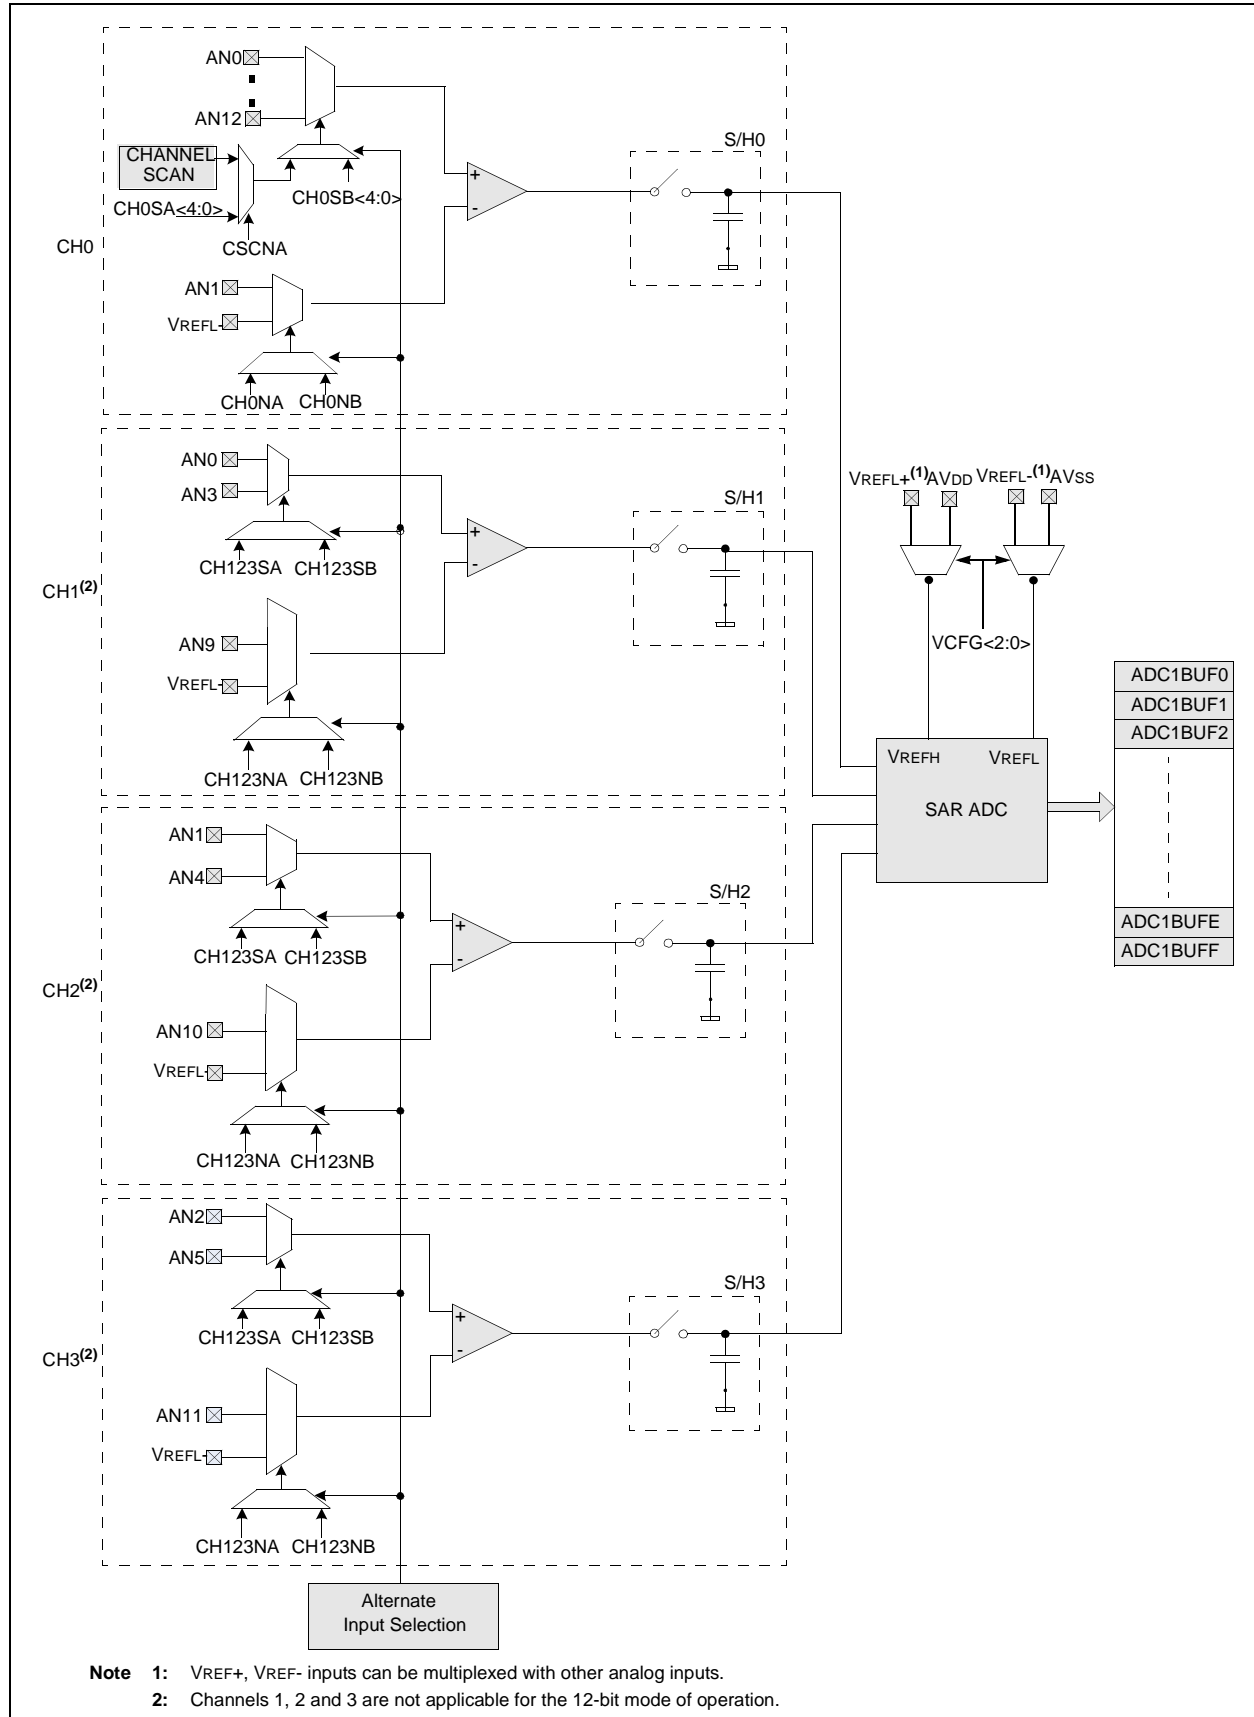 AN0
AN12
CHANNEL
SCAN
CH0SA<4:0>
CH0SB<4:0>
CSCNA
CH0
AN1
VREFL-
CH0NA CH0NB
+
-
S/H0
AN0
AN3
CH123SA CH123SB
CH1(2)
AN9
VREFL-
CH123NA CH123NB
+
-
S/H1
AN1
AN4
CH123SA CH123SB
CH2(2)
AN10
VREFL-
CH123NA CH123NB
+
-
S/H2
AN2
AN5
CH123SA CH123SB
CH3(2)
AN11
VREFL-
CH123NA CH123NB
+
-
S/H3
VREFL+(1) AVDD VREFL-(1) AVSS
VCFG<2:0>
VREFH VREFL
SAR ADC
ADC1BUF0
ADC1BUF1
ADC1BUF2
ADC1BUFE
ADC1BUFF
Alternate
Input Selection
Note 1: VREF+, VREF- inputs can be multiplexed with other analog inputs.
2: Channels 1, 2 and 3 are not applicable for the 12-bit mode of operation.